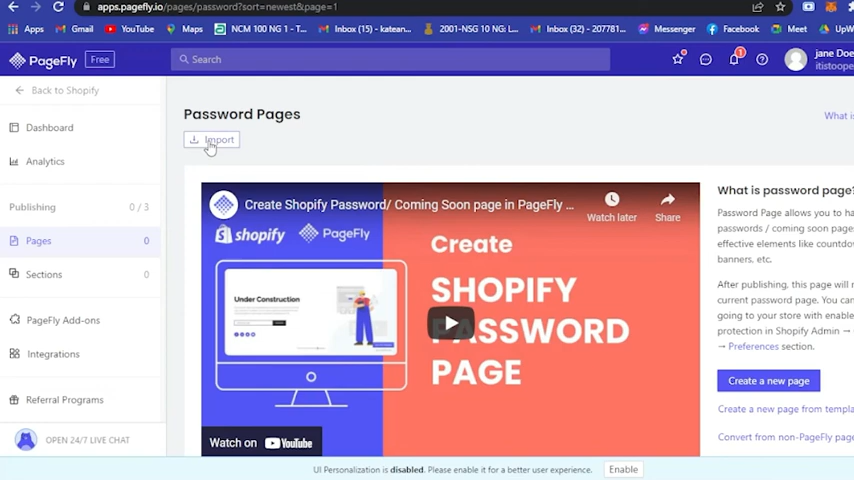 apps.pagefly.io/pages/password?sort=newest&page=1
Apps Gmail YouTube Maps NCM 100 NG 1 - T... Inbox (15) - katean... 2001-NSG 10 NG: L... Inbox (32) - 207781... Messenger Facebook Meet UpW
PageFly Free Search 1 jane Doe
itistoope
Back to Shopify
Dashboard
Analytics
Publishing 0 / 3
Pages 0
Sections 0
PageFly Add-ons
Integrations
Referral Programs
OPEN 24/7 LIVE CHAT
Password Pages
What is
Import
Create Shopify Password/ Coming Soon page in PageFly ...
Watch later
Share
shopify PageFly
Create
SHOPIFY
PASSWORD
PAGE
Under Construction
Watch on YouTube
What is password page?
Password Page allows you to ha
passwords / coming soon page
effective elements like countdow
banners, etc.
After publishing, this page will r
current password page. You can
going to your store with enable
protection in Shopify Admin →
→ Preferences section.
Create a new page
Create a new page from templa
Convert from non-PageFly page
UI Personalization is disabled. Please enable it for a better user experience. Enable